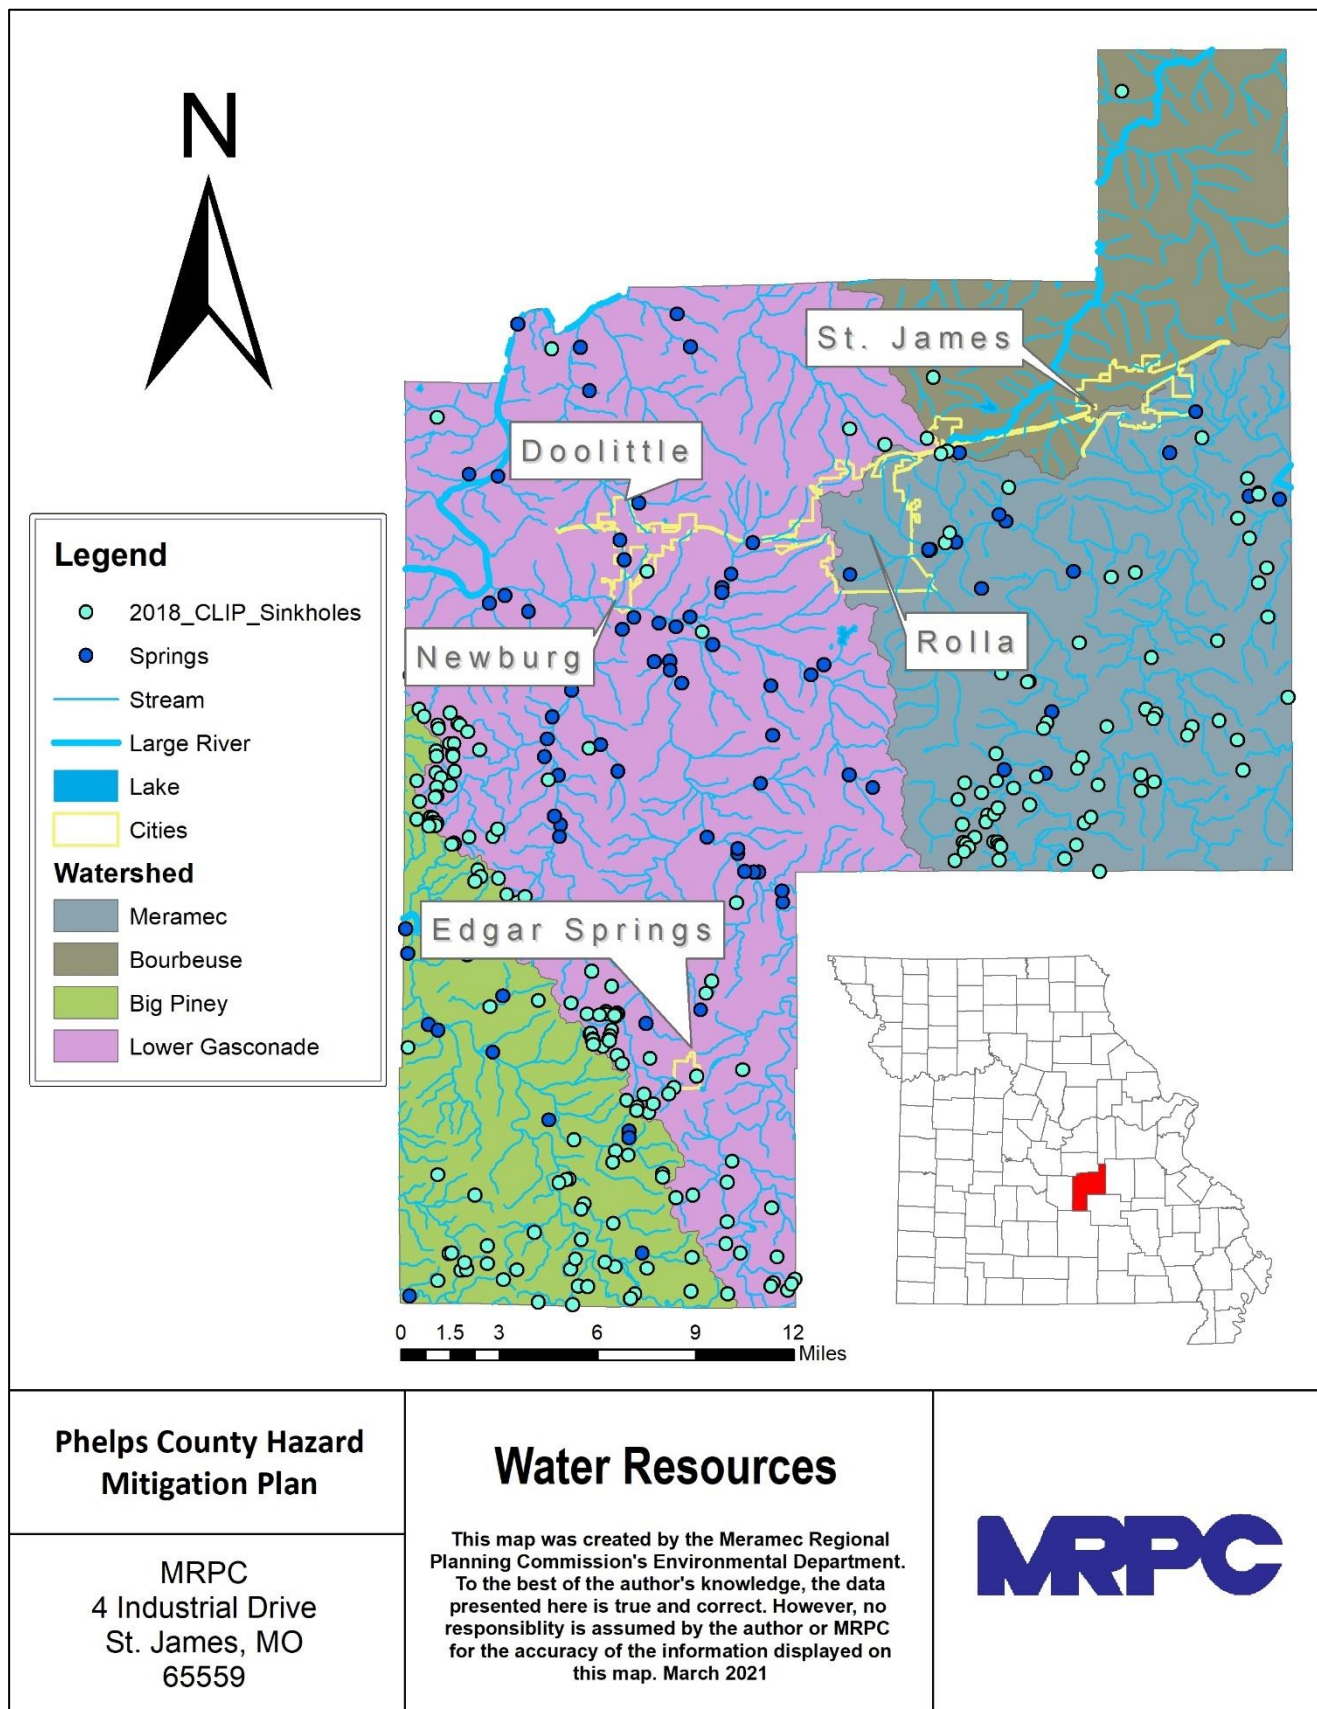 N
St. James
Doolittle
Newburg
Rolla
Edgar Springs
Legend
2018_CLIP_Sinkholes
Springs
Stream
Large River
Lake
Cities
Watershed
Meramec
Bourbeuse
Big Piney
Lower Gasconade
0 1.5 3 6 9 12
Miles
Phelps County Hazard
Mitigation Plan
MRPC
4 Industrial Drive
St. James, MO
65559
Water Resources
This map was created by the Meramec Regional
Planning Commission's Environmental Department.
To the best of the author's knowledge, the data
presented here is true and correct. However, no
responsiblity is assumed by the author or MRPC
for the accuracy of the information displayed on
this map. March 2021
MRPC